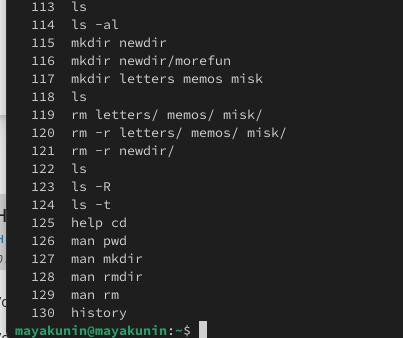 113 ls
114 ls -al
115 mkdir newdir
116 mkdir newdir/morefun
117 mkdir letters memos misk
118 ls
119 rm letters/ memos/ misk/
120 rm -r letters/ memos/ misk/
121 rm -r newdir/
122 ls
123 ls -R
124 ls -t
125 help cd
126 man pwd
127 man mkdir
128 man rmdir
129 man rm
130 history
mayakunin@mayakunin:~$